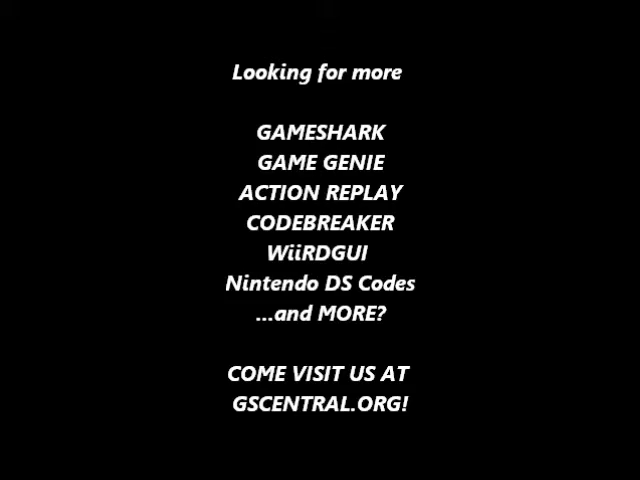 Looking for more
GAMESHARK
GAME GENIE
ACTION REPLAY
CODEBREAKER
WiiRDGUI
Nintendo DS Codes
...and MORE?
COME VISIT US AT
GSCENTRAL.ORG!